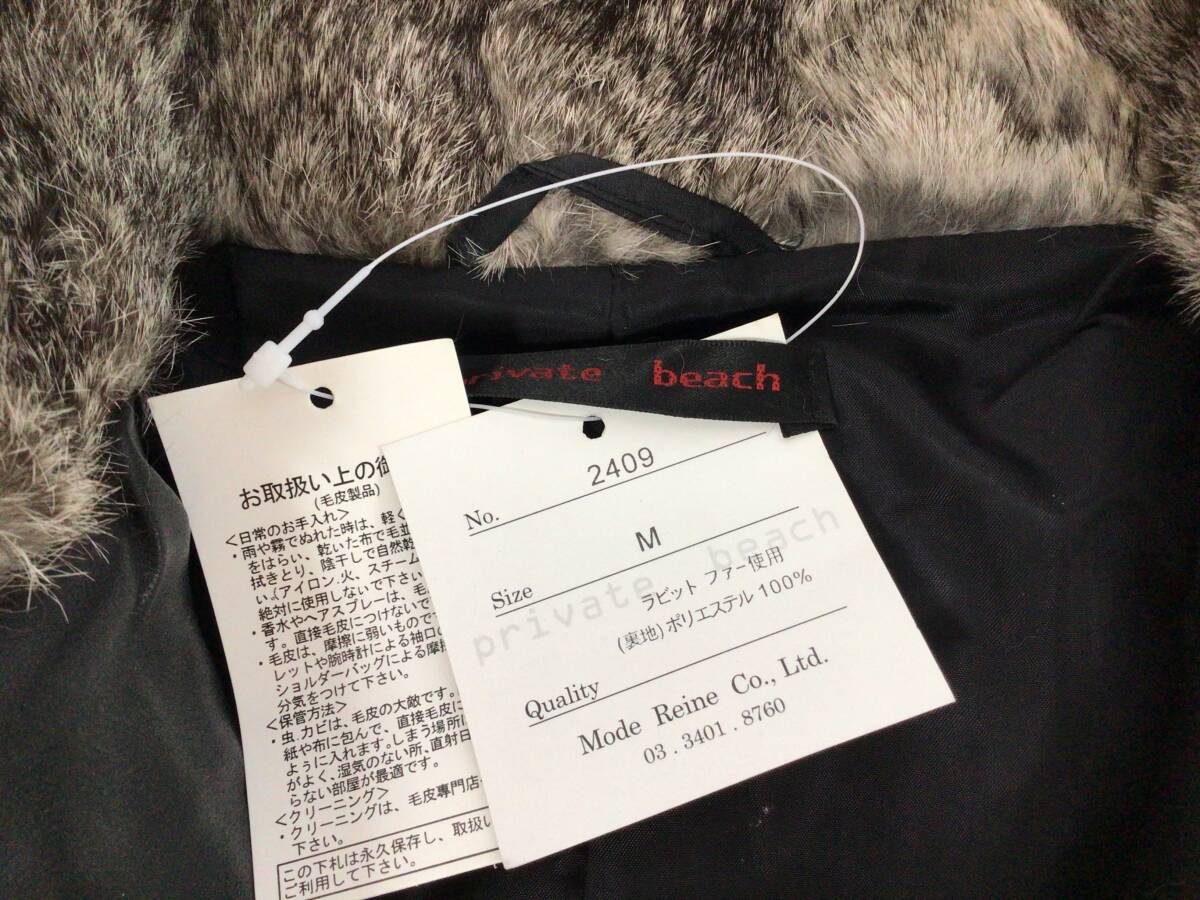 private beach
お取扱い上の御
(毛皮製品)
<日常のお手入れ>
・雨や霧でぬれた時は、軽く
をはらい、乾いた布で毛並
拭きとり、陰干しで自然乾
い。(アイロン.火、スチーム
絶対に使用しないで下さい
・香水やヘアスプレーは、毛
す。直接毛皮につけないで
・毛皮は、摩擦に弱いもので
レットや腕時計による袖口
ショルダーバッグによる摩擦
分気をつけて下さい。
<保管方法>
・虫.カビは、毛皮の大敵です。
紙や布に包んで、直接毛皮に
ように入れます。しまう場所は
がよく、湿気のない所、直射日
らない部屋が最適です。
<クリーニング>
・クリーニングは、毛皮専門店
下さい。
この下札は永久保存し、取扱い
ご利用して下さい。
No. 2409
Size M
private beach
ラビット ファー使用
(裏地)ポリエステル100%
Quality
Mode Reine Co., Ltd.
03.3401.8760